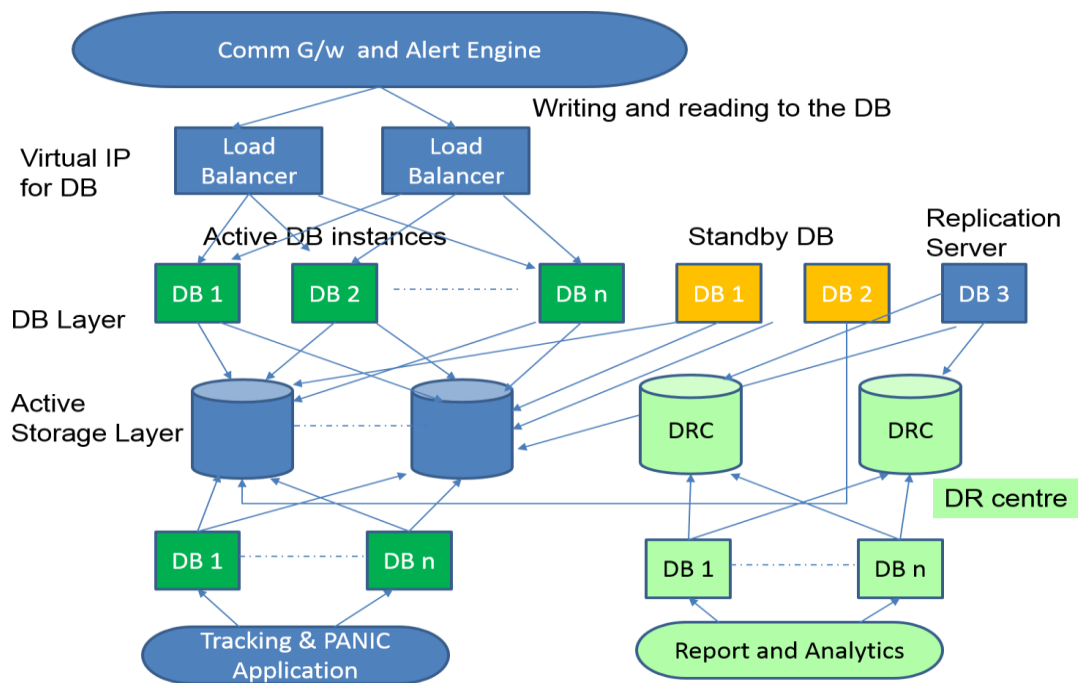 Comm G/w and Alert Engine
Writing and reading to the DB
Virtual IP
for DB
Load
Balancer
Load
Balancer
Active DB instances
Standby DB
Replication
Server
DB 1
DB 2
DB n
DB 1
DB 2
DB 3
DB Layer
Active
Storage Layer
DRC
DRC
DR centre
DB 1
DB n
DB 1
DB n
Tracking & PANIC
Application
Report and Analytics